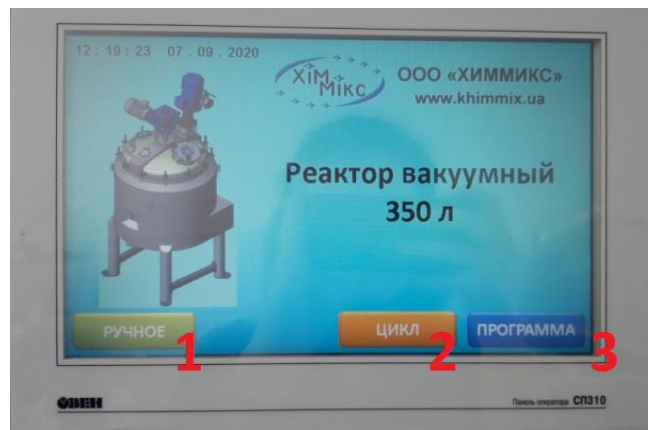 12 : 19 : 23 07 . 09 . 2020
ХіМ
Мікс
ООО «ХИММИКС»
www.khimmix.ua
Реактор вакуумный
350 л
РУЧНОЕ
1
ЦИКЛ
2
ПРОГРАММА
3
ОВЕН
Панель оператора СП310